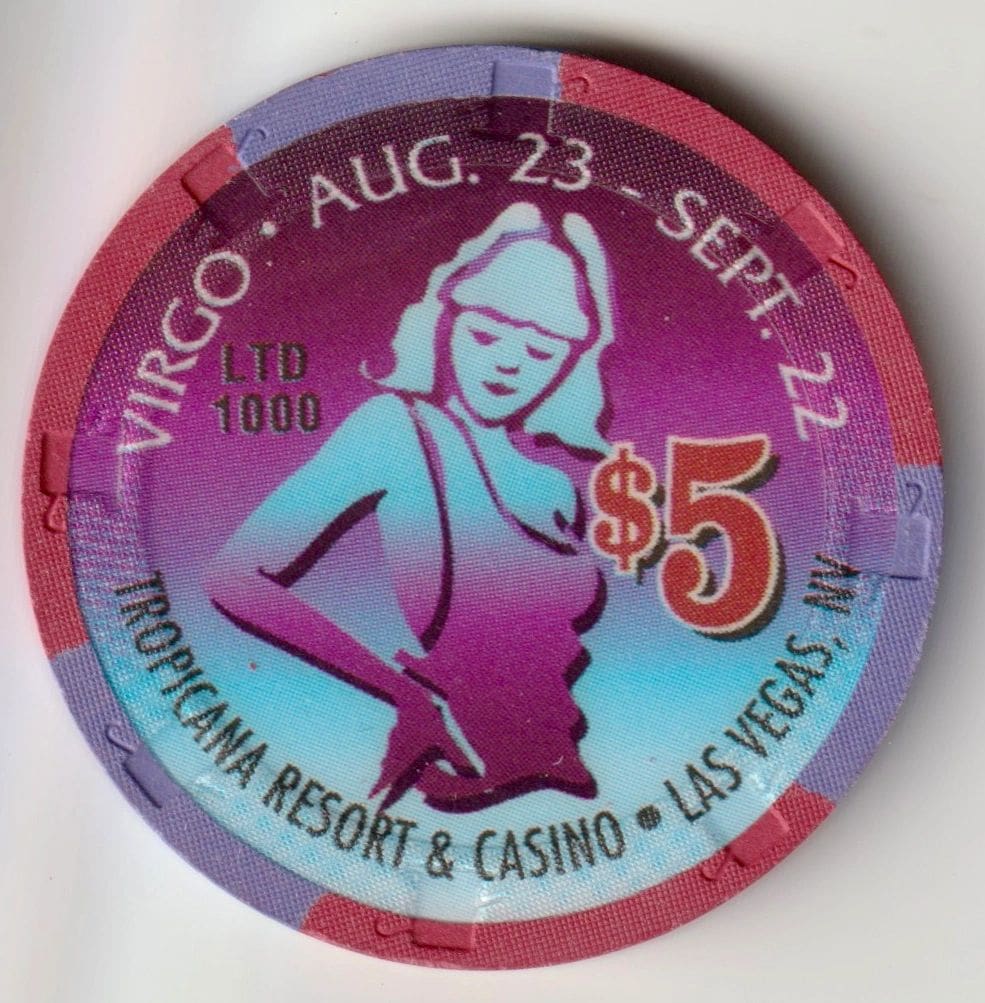 VIRGO • AUG. 23 - SEPT. 22
LTD
1000
$5
TROPICANA RESORT & CASINO • LAS VEGAS, NV